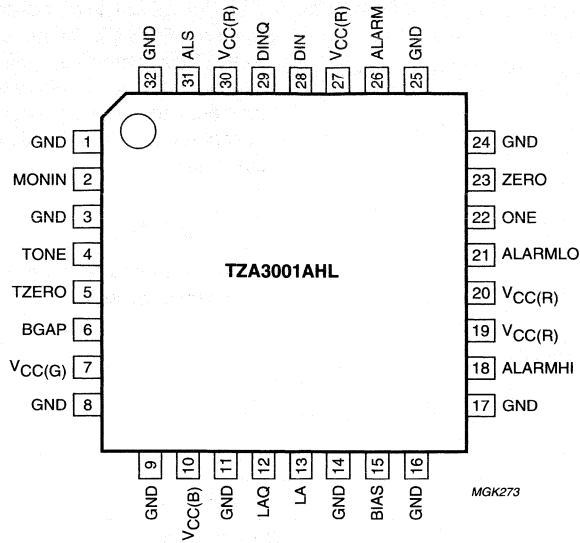 GND 32
ALS 31
VCC(R) 30
DINQ 29
DIN 28
VCC(R) 27
ALARM 26
GND 25
GND 1
MONIN 2
GND 3
TONE 4
TZERO 5
BGAP 6
VCC(G) 7
GND 8
TZA3001AHL
24 GND
23 ZERO
22 ONE
21 ALARMLO
20 VCC(R)
19 VCC(R)
18 ALARMHI
17 GND
9 GND
10 VCC(B)
11 GND
12 LAQ
13 LA
14 GND
15 BIAS
16 GND
MGK273